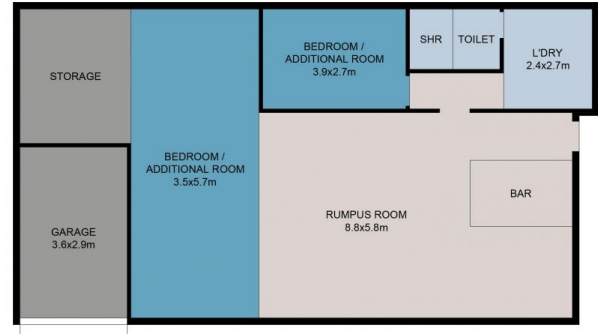 STORAGE
BEDROOM /
ADDITIONAL ROOM
3.9x2.7m
SHR
TOILET
L'DRY
2.4x2.7m
BEDROOM /
ADDITIONAL ROOM
3.5x5.7m
GARAGE
3.6x2.9m
RUMPUS ROOM
8.8x5.8m
BAR